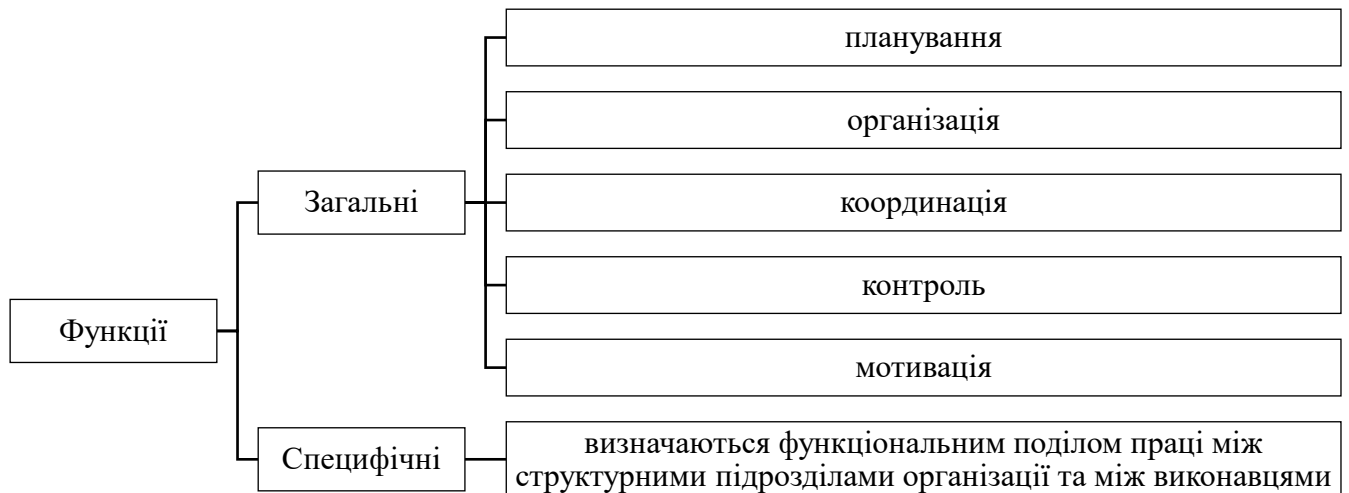 планування
організація
Загальні
координація
контроль
Функції
мотивація
Специфічні
визначаються функціональним поділом праці між
структурними підрозділами організації та між виконавцями